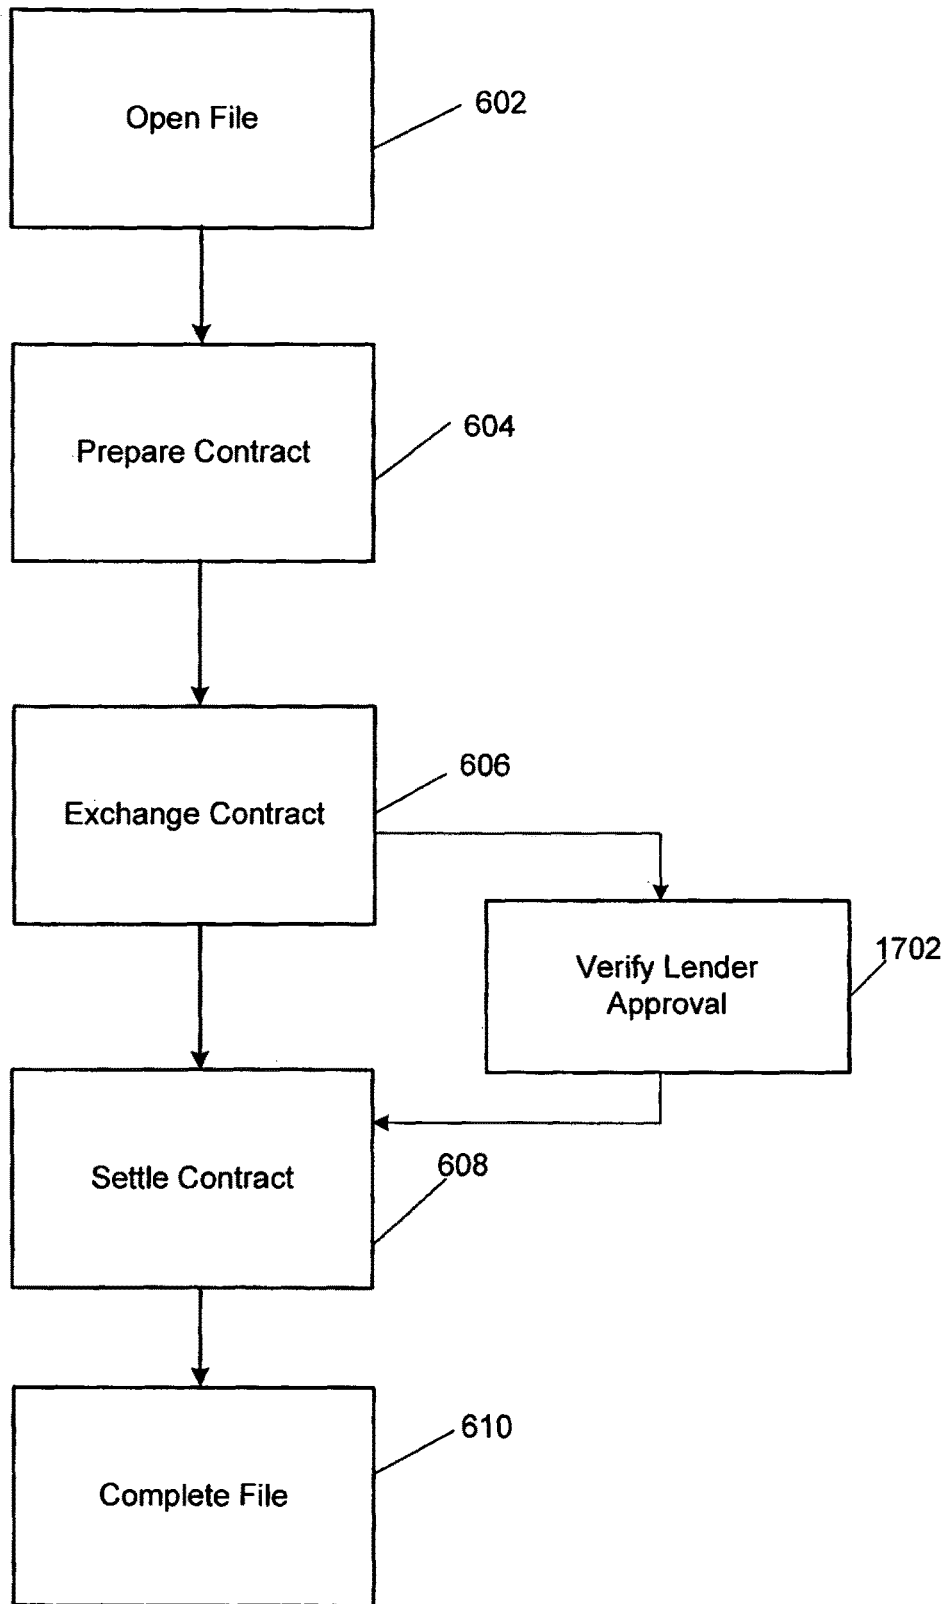 Open File
602
Prepare Contract
604
Exchange Contract
606
Verify Lender
Approval
1702
Settle Contract
608
Complete File
610